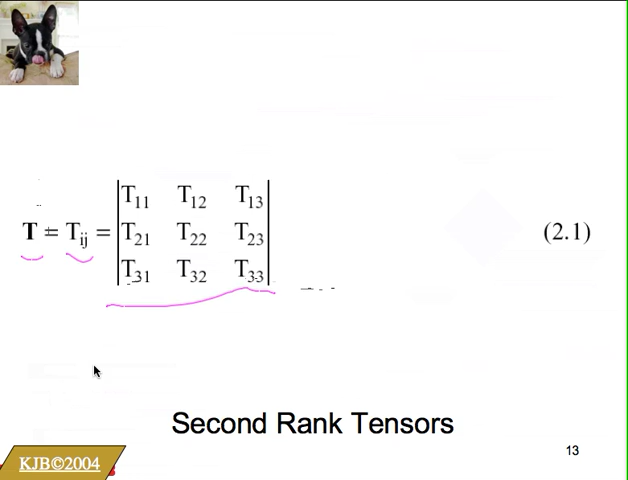 T₁₁ T₁₂ T₁₃
T = Tᵢⱼ = T₂₁ T₂₂ T₂₃ (2.1)
T₃₁ T₃₂ T₃₃
Second Rank Tensors
13
KJB©2004